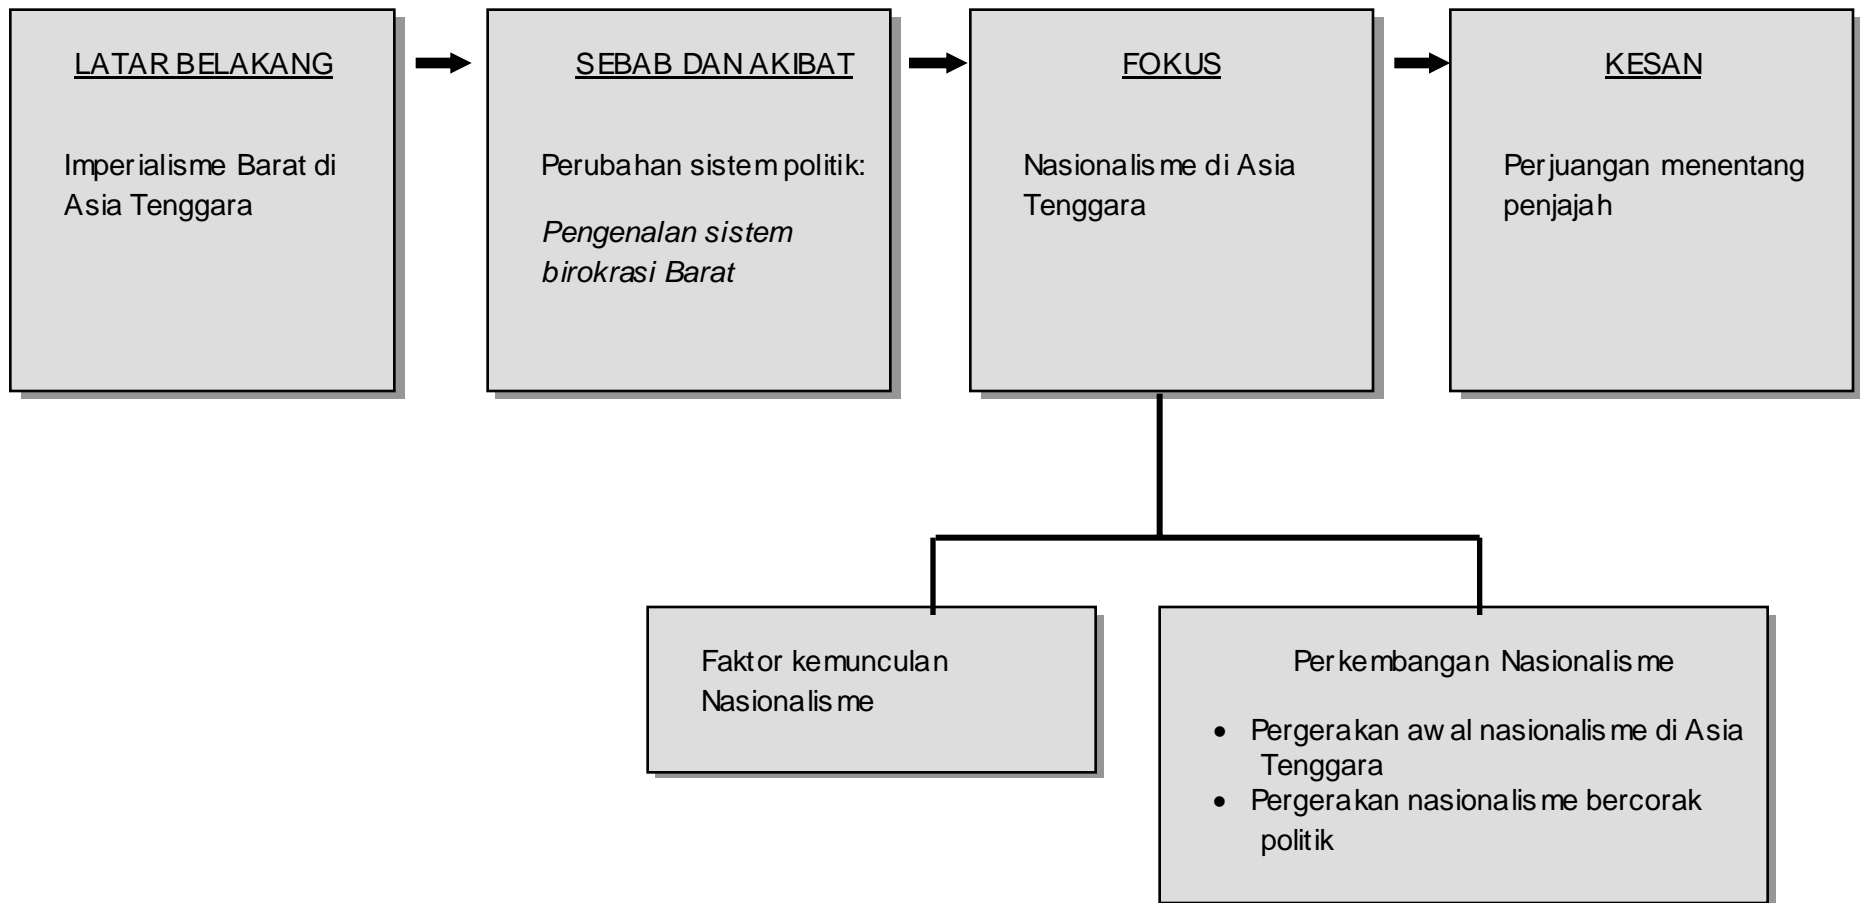 LATAR BELAKANG
Imperialisme Barat di
Asia Tenggara
SEBAB DAN AKIBAT
Perubahan sistem politik:
Pengenalan sistem
birokrasi Barat
FOKUS
Nasionalisme di Asia
Tenggara
KESAN
Perjuangan menentang
penjajah
Faktor kemunculan
Nasionalisme
Perkembangan Nasionalisme
• Pergerakan awal nasionalisme di Asia
Tenggara
• Pergerakan nasionalisme bercorak
politik